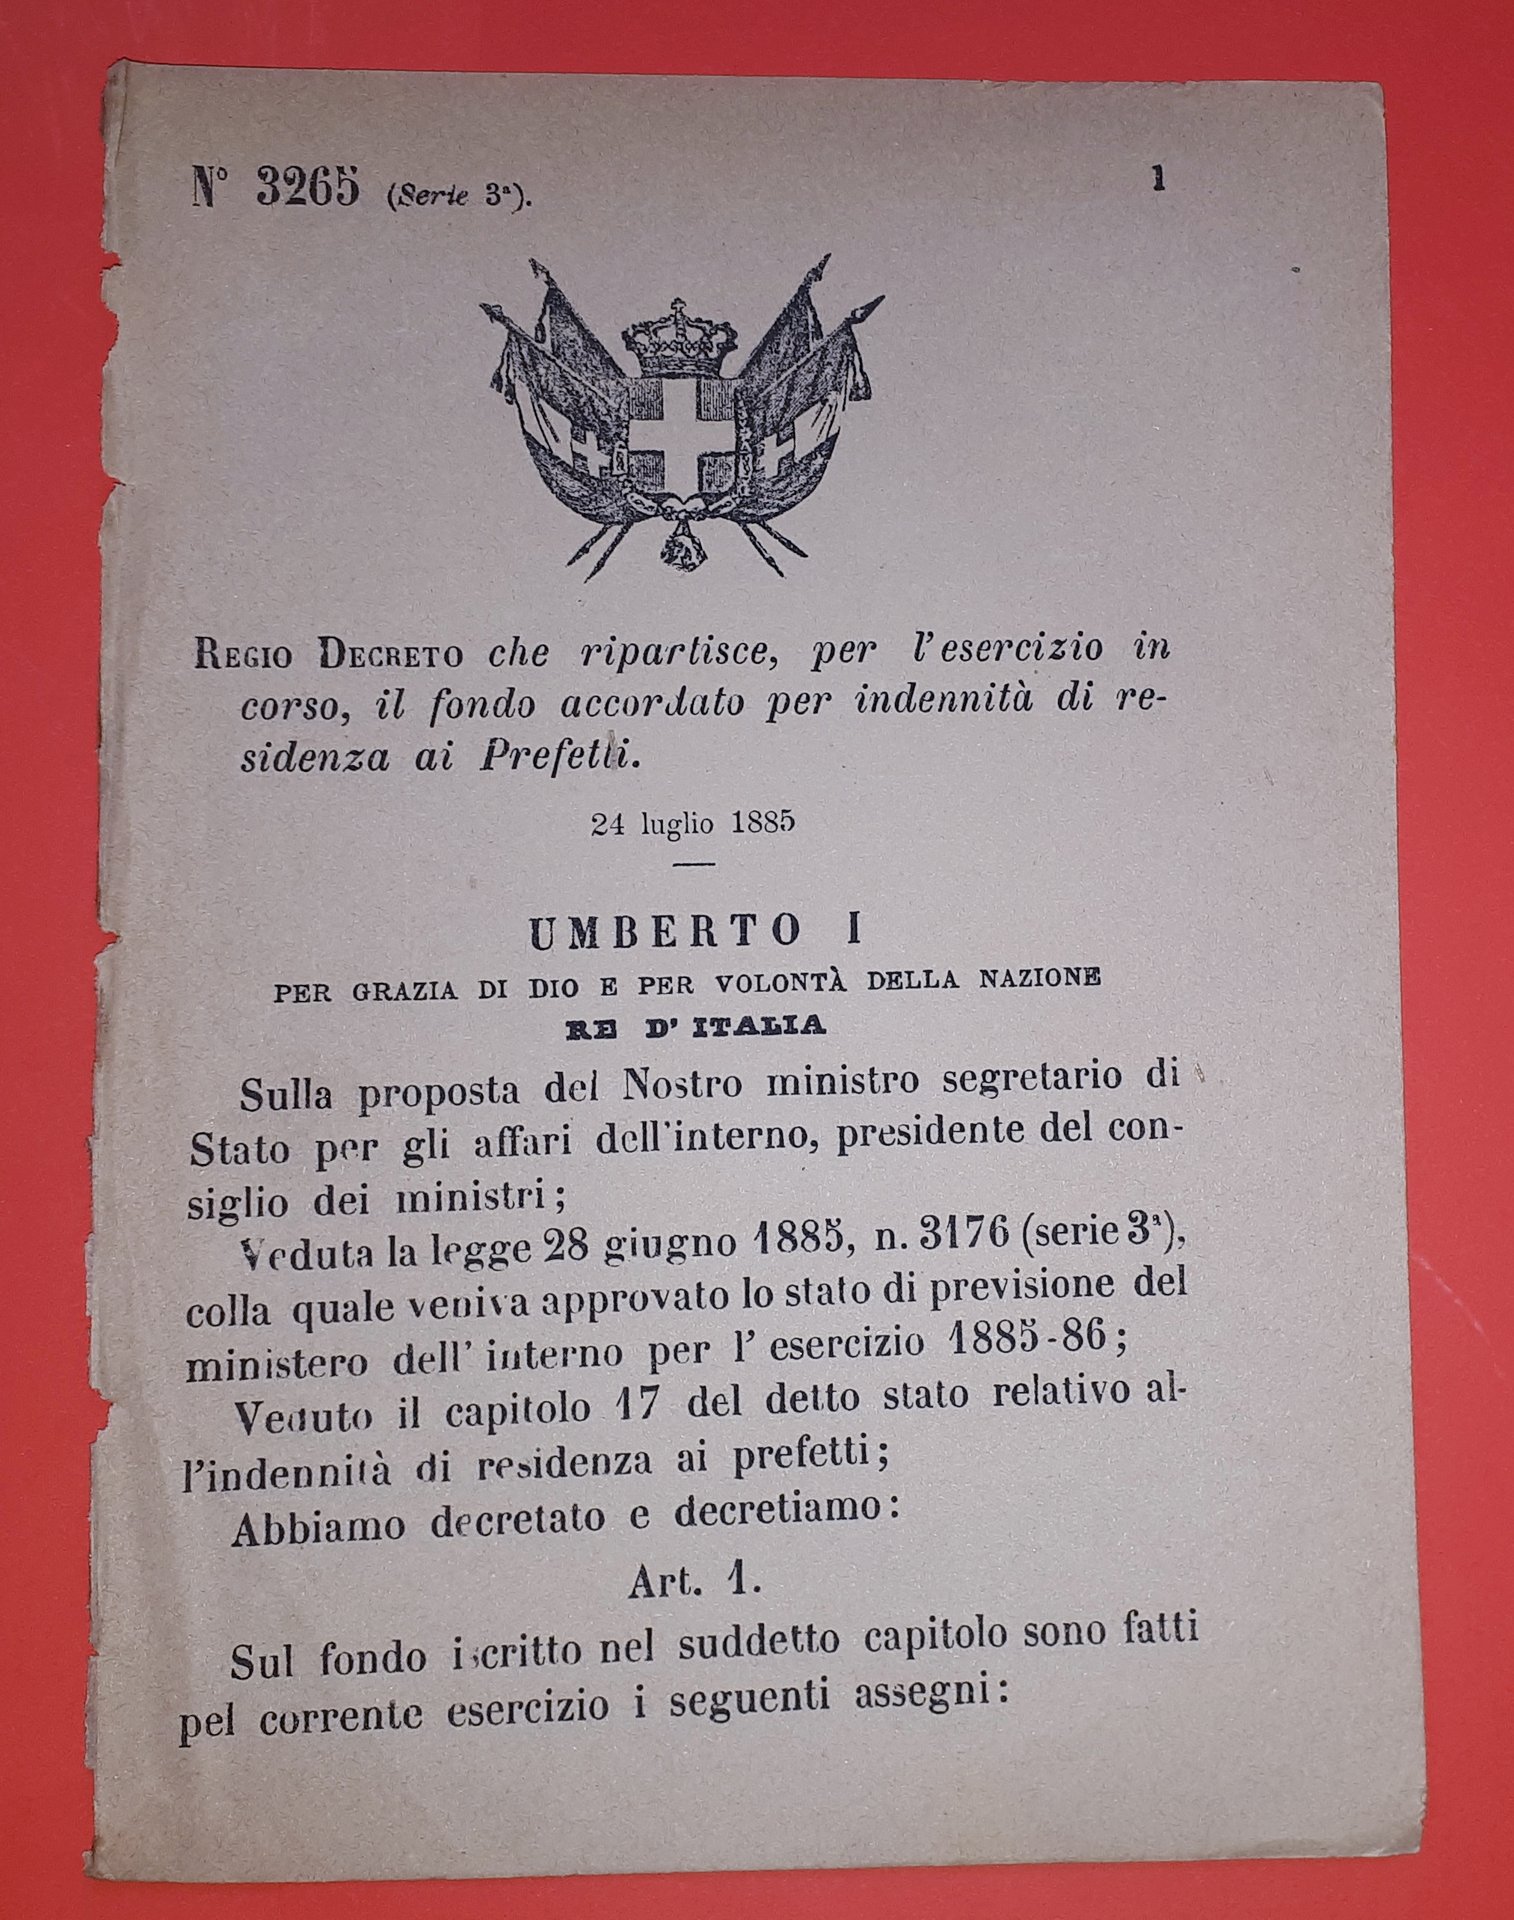 N° 3265 (Serie 3ª).
1
REGIO DECRETO che ripartisce, per l'esercizio in
corso, il fondo accordato per indennità di re-
sidenza ai Prefetti.
24 luglio 1885
UMBERTO I
PER GRAZIA DI DIO E PER VOLONTÀ DELLA NAZIONE
RE D'ITALIA
Sulla proposta del Nostro ministro segretario di
Stato per gli affari dell'interno, presidente del con-
siglio dei ministri;
Veduta la legge 28 giugno 1885, n. 3176 (serie 3ª),
colla quale veniva approvato lo stato di previsione del
ministero dell'interno per l'esercizio 1885-86;
Veduto il capitolo 17 del detto stato relativo al-
l'indennità di residenza ai prefetti;
Abbiamo decretato e decretiamo:
Art. 1.
Sul fondo iscritto nel suddetto capitolo sono fatti
pel corrente esercizio i seguenti assegni: